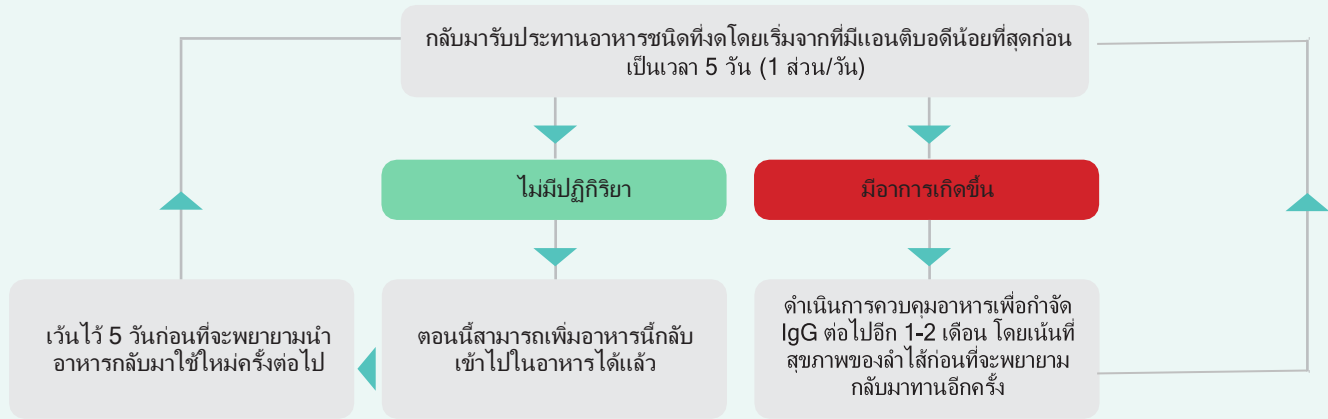 กลับมารับประทานอาหารชนิดที่งดโดยเริ่มจากที่มีแอนติบอดีน้อยที่สุดก่อน
เป็นเวลา 5 วัน (1 ส่วน/วัน)
ไม่มีปฏิกิริยา
มีอาการเกิดขึ้น
เว้นไว้ 5 วันก่อนที่จะพยายามนำ
อาหารกลับมาใช้ใหม่ครั้งต่อไป
ตอนนี้สามารถเพิ่มอาหารนี้กลับ
เข้าไปในอาหารได้แล้ว
ดำเนินการควบคุมอาหารเพื่อกำจัด
IgG ต่อไปอีก 1-2 เดือน โดยเน้นที่
สุขภาพของลำไส้ก่อนที่จะพยายาม
กลับมาทานอีกครั้ง